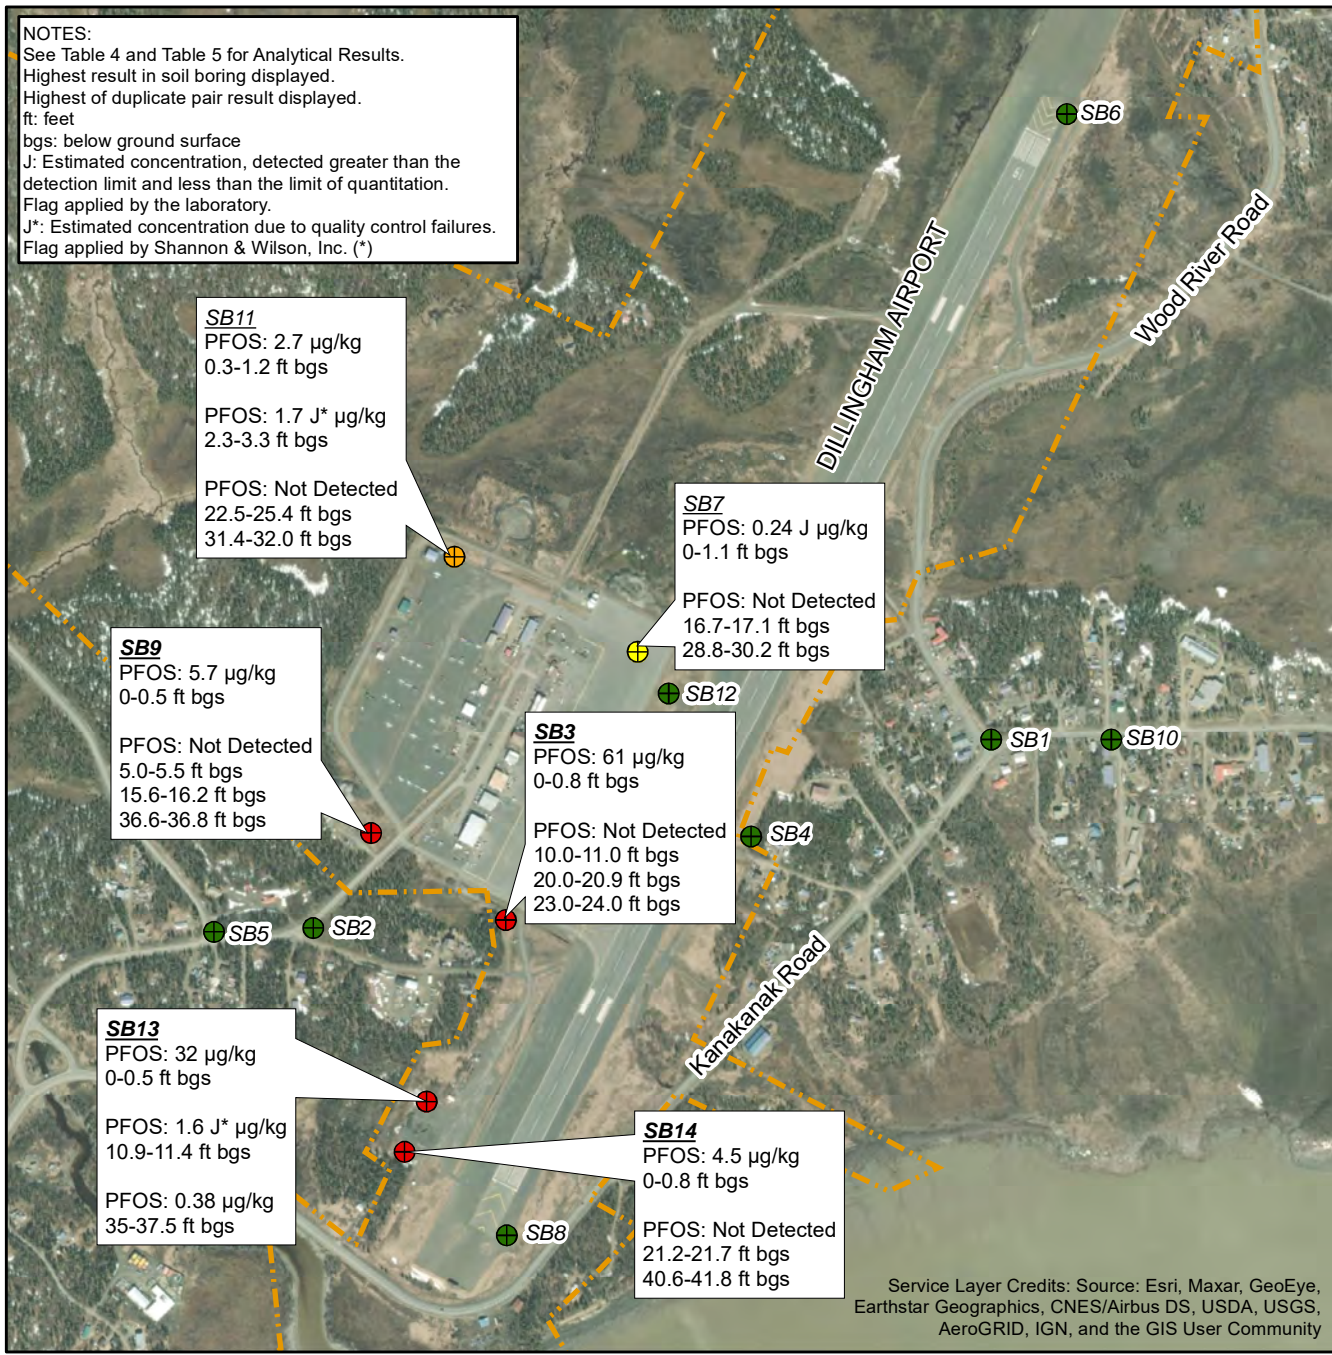 NOTES:
See Table 4 and Table 5 for Analytical Results.
Highest result in soil boring displayed.
Highest of duplicate pair result displayed.
ft: feet
bgs: below ground surface
J: Estimated concentration, detected greater than the
detection limit and less than the limit of quantitation.
Flag applied by the laboratory.
J*: Estimated concentration due to quality control failures.
Flag applied by Shannon & Wilson, Inc. (*)
SB6
DILLINGHAM AIRPORT
Wood River Road
SB11
PFOS: 2.7 µg/kg
0.3-1.2 ft bgs
PFOS: 1.7 J* µg/kg
2.3-3.3 ft bgs
PFOS: Not Detected
22.5-25.4 ft bgs
31.4-32.0 ft bgs
SB7
PFOS: 0.24 J µg/kg
0-1.1 ft bgs
PFOS: Not Detected
16.7-17.1 ft bgs
28.8-30.2 ft bgs
SB9
PFOS: 5.7 µg/kg
0-0.5 ft bgs
PFOS: Not Detected
5.0-5.5 ft bgs
15.6-16.2 ft bgs
36.6-36.8 ft bgs
SB12
SB3
PFOS: 61 µg/kg
0-0.8 ft bgs
PFOS: Not Detected
10.0-11.0 ft bgs
20.0-20.9 ft bgs
23.0-24.0 ft bgs
SB1
SB10
SB4
SB5
SB2
Kanakanak Road
SB13
PFOS: 32 µg/kg
0-0.5 ft bgs
PFOS: 1.6 J* µg/kg
10.9-11.4 ft bgs
PFOS: 0.38 µg/kg
35-37.5 ft bgs
SB14
PFOS: 4.5 µg/kg
0-0.8 ft bgs
PFOS: Not Detected
21.2-21.7 ft bgs
40.6-41.8 ft bgs
SB8
Service Layer Credits: Source: Esri, Maxar, GeoEye,
Earthstar Geographics, CNES/Airbus DS, USDA, USGS,
AeroGRID, IGN, and the GIS User Community